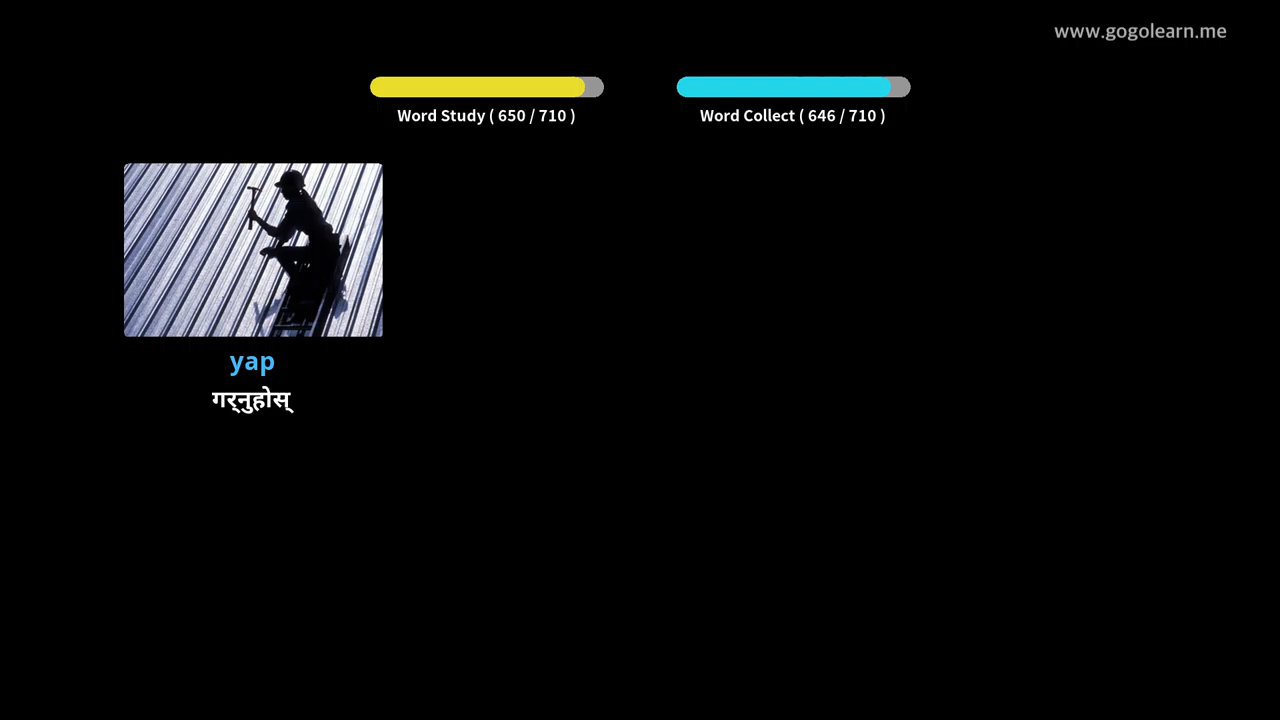 www.gogolearn.me
Word Study ( 650 / 710 )
Word Collect ( 646 / 710 )
yap
गर्‍नुहोस्